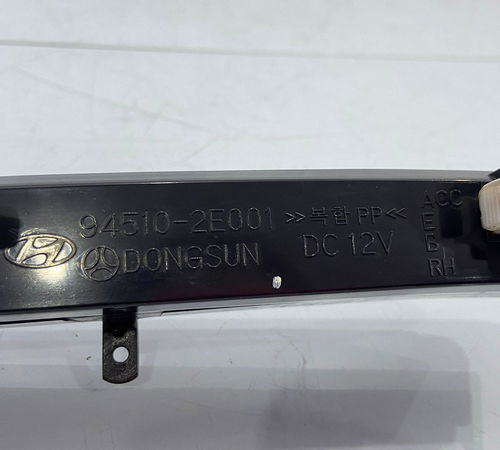 94510-2E001 >>복합 PP<<
DONGSUN DC 12V
ACC
E
B
RH